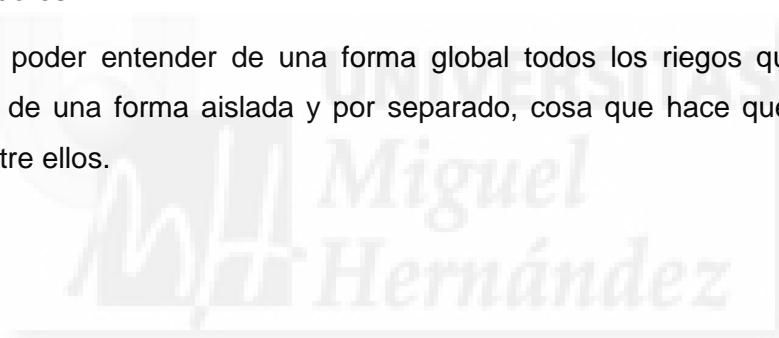 poder entender de una forma global todos los riegos qu
de una forma aislada y por separado, cosa que hace que
tre ellos.
UNIVERSITAS
Miguel
Hernández